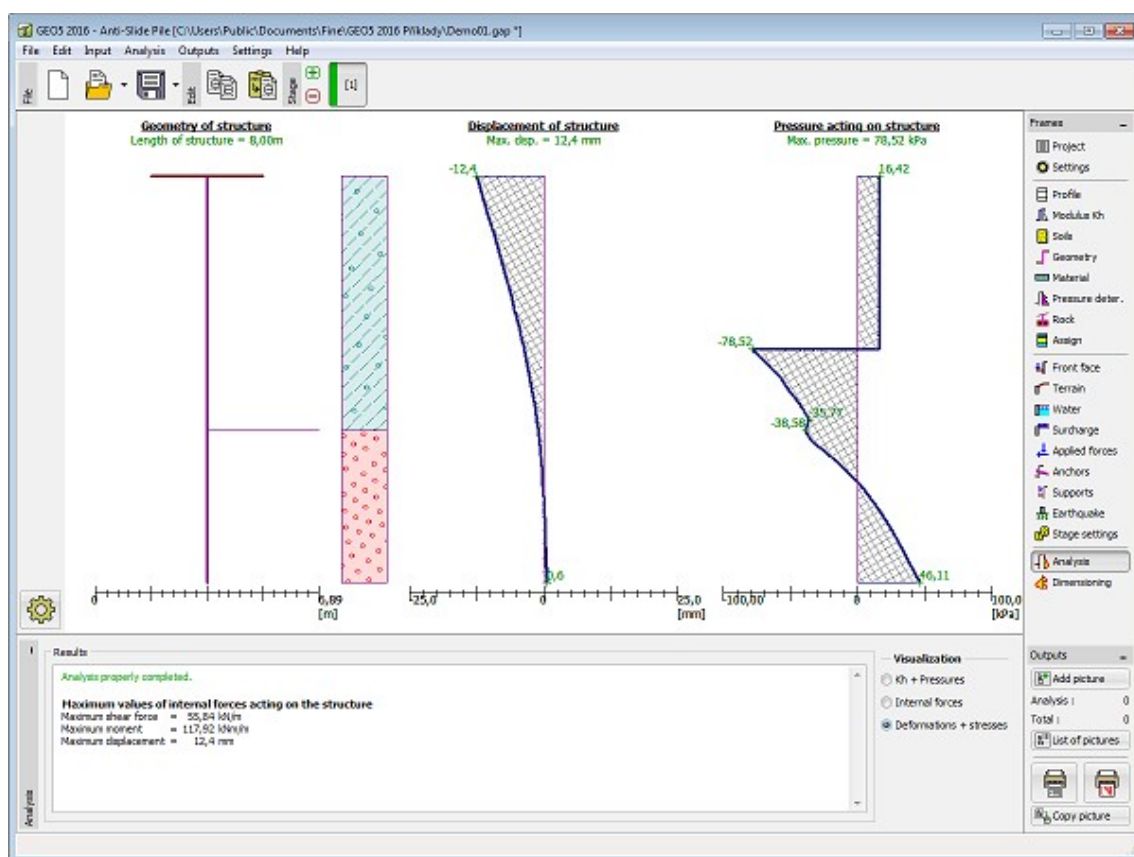 GEO5 2016 - Anti-Slide Pile [C:\Users\Public\Documents\Fine\GEO5 2016 Příklady\Demo01.gap *]
File Edit Input Analysis Outputs Settings Help
File
Edit
Stage
[1]
Geometry of structure
Length of structure = 8,00m
Displacement of structure
Max. disp. = 12,4 mm
Pressure acting on structure
Max. pressure = 78,52 kPa
-12,4
16,42
-78,52
-35,77
-38,58
0,6
46,11
0
6,89
[m]
-25,0
0
25,0
[mm]
-100,00
0
100,0
[kPa]
Frames
Project
Settings
Profile
Modulus Kh
Soils
Geometry
Material
Pressure deter.
Rock
Assign
Front face
Terrain
Water
Surcharge
Applied forces
Anchors
Supports
Earthquake
Stage settings
Analysis
Dimensioning
Results
Analysis properly completed.
Maximum values of internal forces acting on the structure
Maximum shear force = 55,84 kN/m
Maximum moment = 117,92 kNm/m
Maximum displacement = 12,4 mm
Visualization
Kh + Pressures
Internal forces
Deformations + stresses
Analysis
Outputs
Add picture
Analysis : 0
Total : 0
List of pictures
Copy picture